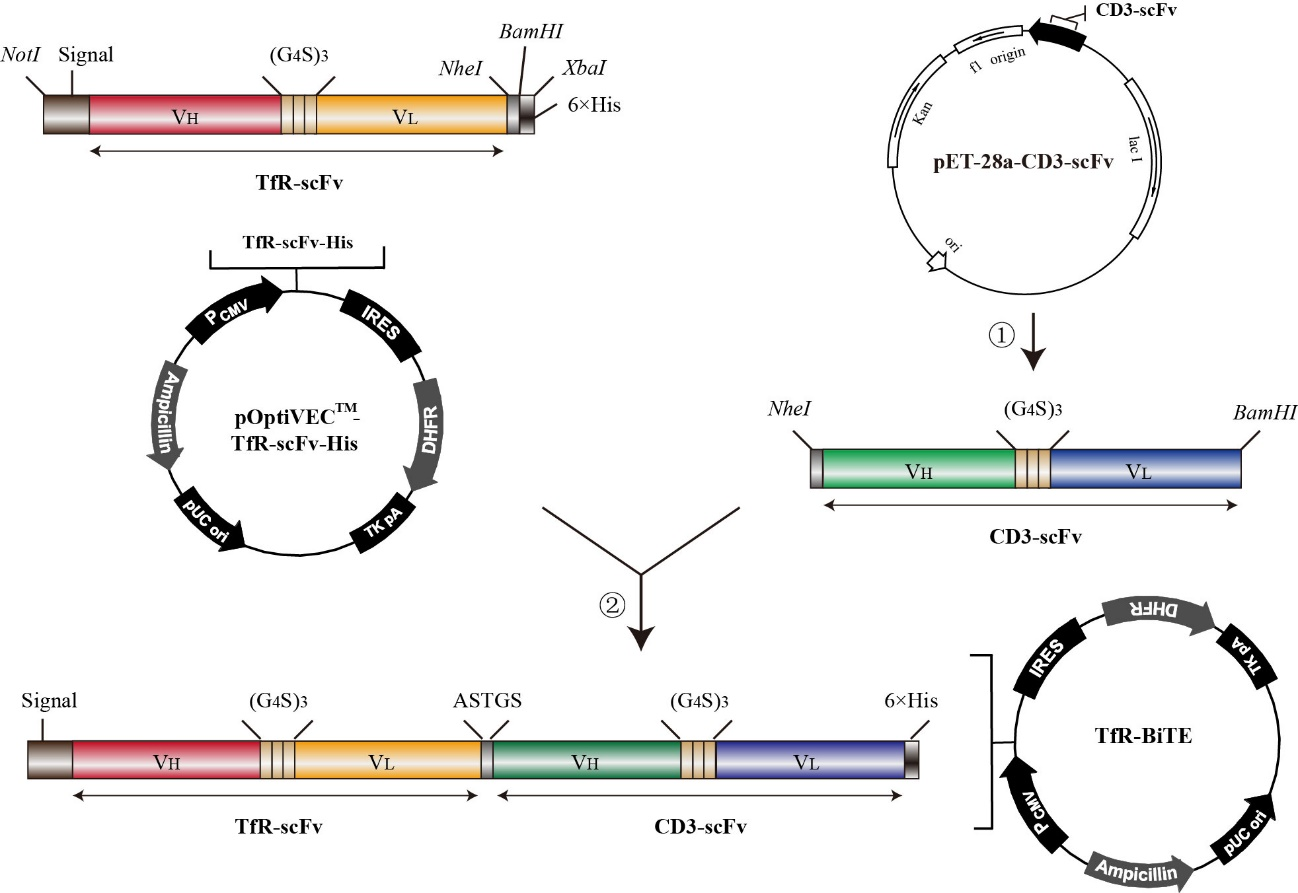 NotI
Signal
(G4S)3
NheI
BamHI
XbaI
6×His
VH
VL
TfR-scFv
CD3-scFv
f1 origin
Kan
lac I
pET-28a-CD3-scFv
ori
TfR-scFv-His
PCMV
IRES
Ampicillin
DHFR
pOptiVEC™-
TfR-scFv-His
pUC ori
TK pA
①
NheI
(G4S)3
BamHI
VH
VL
CD3-scFv
②
Signal
(G4S)3
ASTGS
(G4S)3
6×His
VH
VL
VH
VL
TfR-scFv
CD3-scFv
DHFR
IRES
TK pA
TfR-BiTE
PCMV
pUC ori
Ampicillin